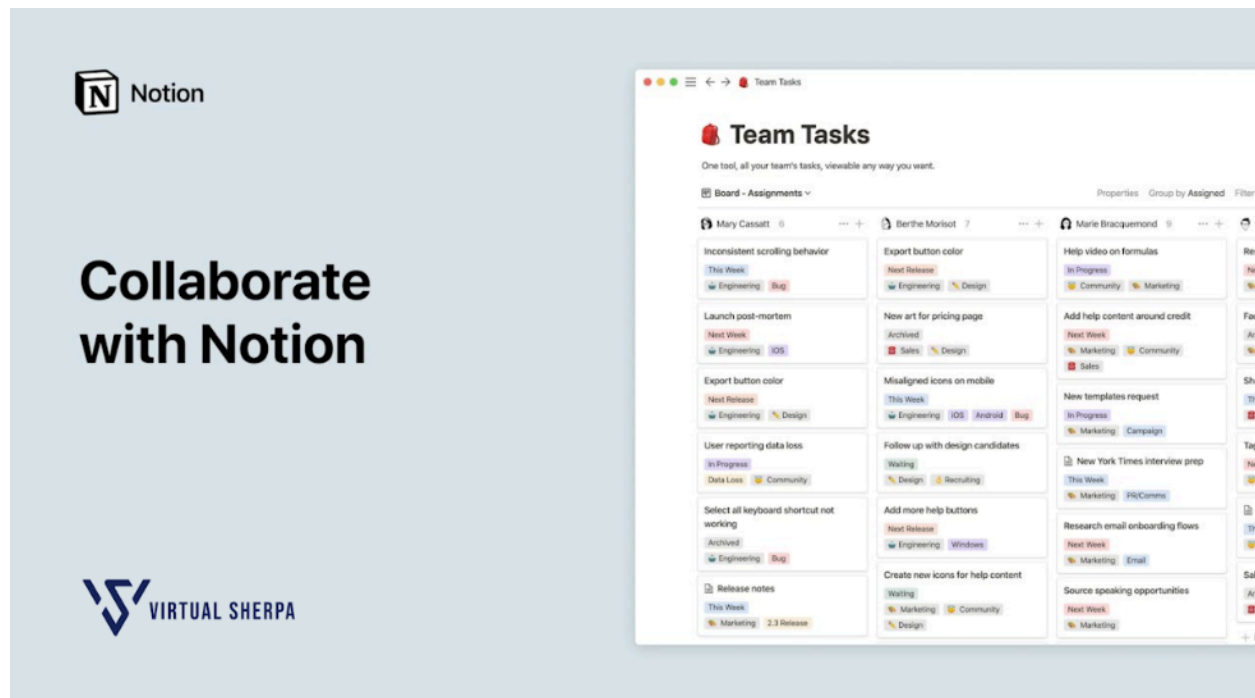 Notion
Collaborate
with Notion
VIRTUAL SHERPA
Team Tasks
Team Tasks
One tool, all your team's tasks, viewable any way you want.
Board - Assignments
Properties Group by Assigned Filter
Mary Cassatt 6
Inconsistent scrolling behavior
This Week
Engineering Bug
Launch post-mortem
Next Week
Engineering IOS
Export button color
Next Release
Engineering Design
User reporting data loss
In Progress
Data Loss Community
Select all keyboard shortcut not
working
Archived
Engineering Bug
Release notes
This Week
Marketing 2.3 Release
Berthe Morisot 7
Export button color
Next Release
Engineering Design
New art for pricing page
Archived
Sales Design
Misaligned icons on mobile
This Week
Engineering IOS Android Bug
Follow up with design candidates
Waiting
Design Recruiting
Add more help buttons
Next Release
Engineering Windows
Create new icons for help content
Waiting
Marketing Community
Design
Marie Bracquemond 9
Help video on formulas
In Progress
Community Marketing
Add help content around credit
Next Week
Marketing Community
Sales
New templates request
In Progress
Marketing Campaign
New York Times interview prep
This Week
Marketing PR/Comms
Research email onboarding flows
Next Week
Marketing Email
Source speaking opportunities
Next Week
Marketing